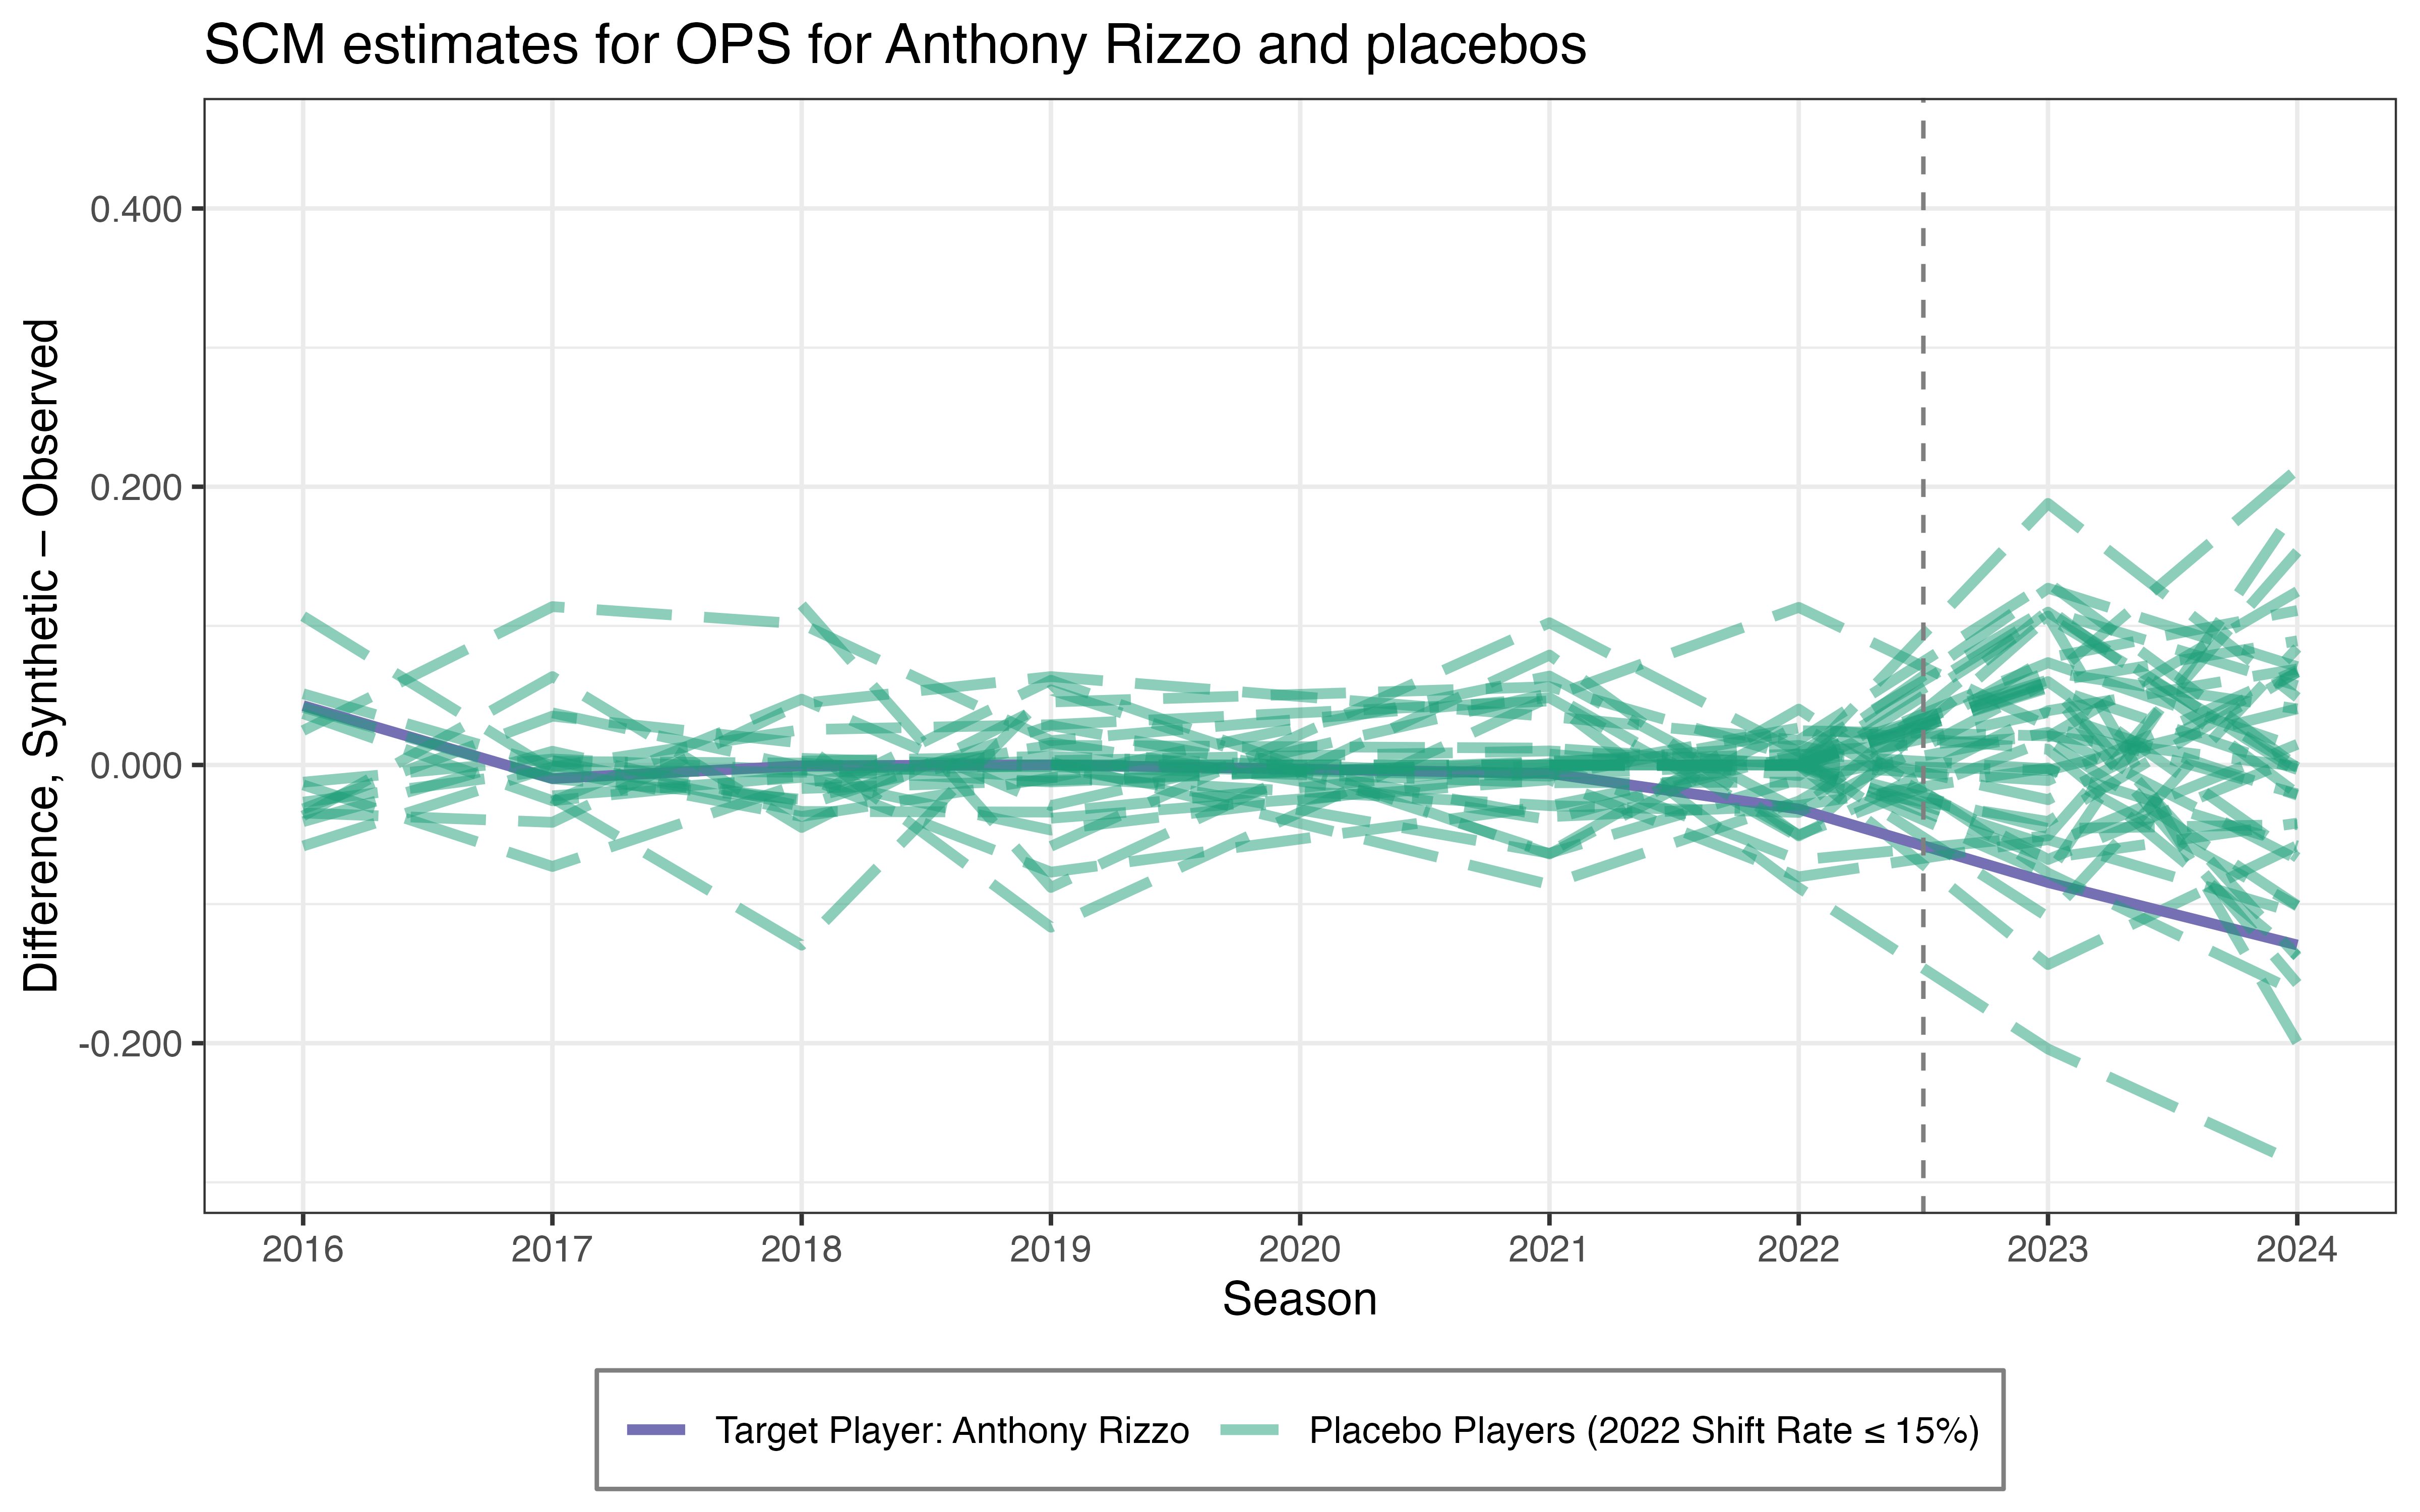 SCM estimates for OPS for Anthony Rizzo and placebos
Difference, Synthetic − Observed
0.400
0.200
0.000
-0.200
2016 2017 2018 2019 2020 2021 2022 2023 2024
Season
Target Player: Anthony Rizzo Placebo Players (2022 Shift Rate ≤ 15%)